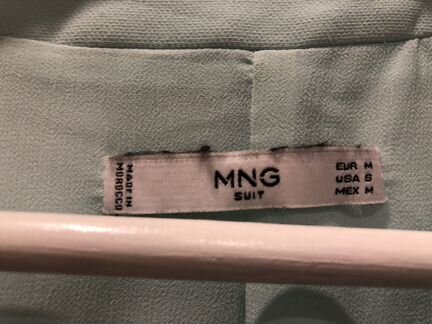 MADE IN
MOROCCO
MNG
SUIT
EUR M
USA S
MEX M